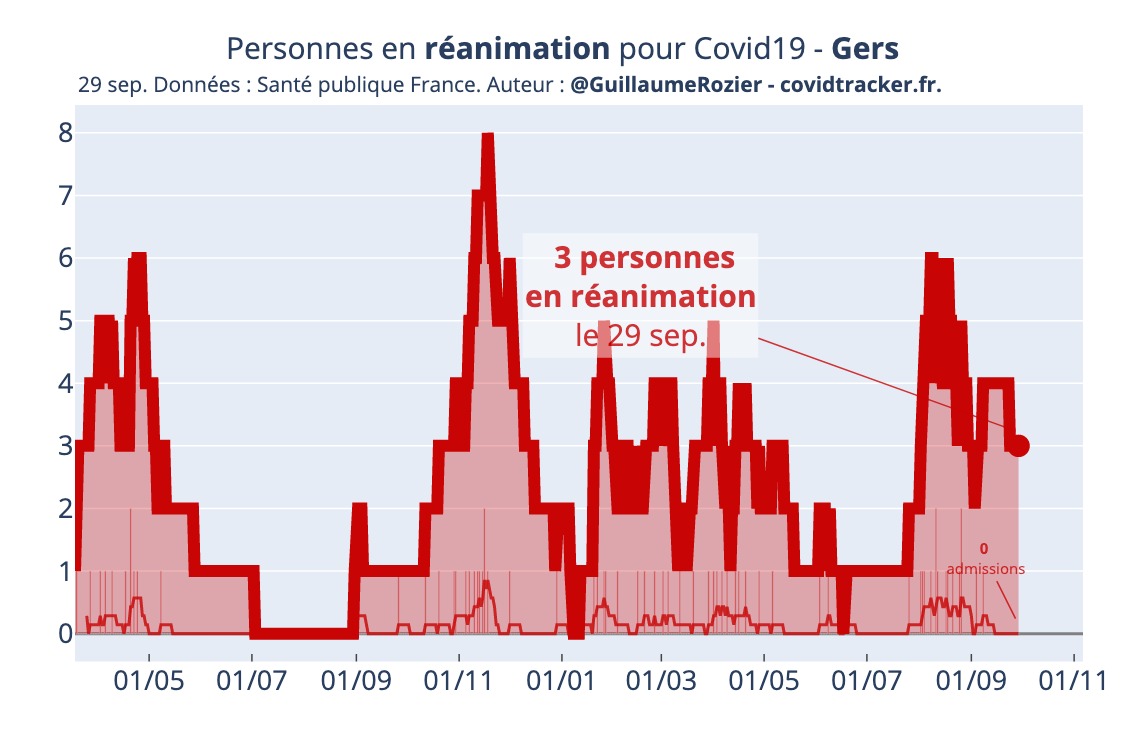 Personnes en réanimation pour Covid19 - Gers
29 sep. Données : Santé publique France. Auteur : @GuillaumeRozier - covidtracker.fr.
8
7
6
5
4
3
2
1
0
3 personnes
en réanimation
le 29 sep.
0
admissions
01/05 01/07 01/09 01/11 01/01 01/03 01/05 01/07 01/09 01/11